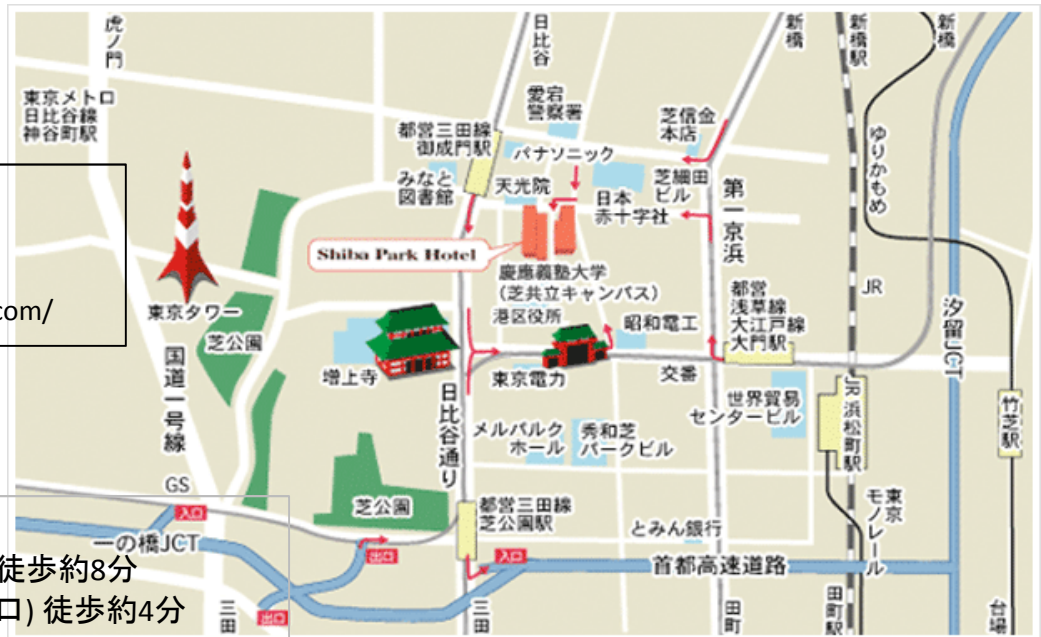 虎ノ門
日比谷
新橋
新橋駅
新橋
東京メトロ
日比谷線
神谷町駅
愛宕
警察署
芝信金
本店
都営三田線
御成門駅
パナソニック
ゆりかもめ
みなと
図書館
天光院
日本
赤十字社
芝細田
ビル
第一京浜
Shiba Park Hotel
慶應義塾大学
(芝共立キャンパス)
港区役所
昭和電工
都営
浅草線
大江戸線
大門駅
JR
汐留JCT
com/
東京タワー
芝公園
国道一号線
増上寺
東京電力
交番
日比谷通り
世界貿易
センタービル
JR浜松町駅
竹芝駅
メルパルク
ホール
秀和芝
パークビル
GS
芝公園
都営三田線
芝公園駅
とみん銀行
東京
モノレール
入口
一の橋JCT
出口
入口
首都高速道路
徒歩約8分
口) 徒歩約4分
三田
出口
三田
田町
田町駅
台場